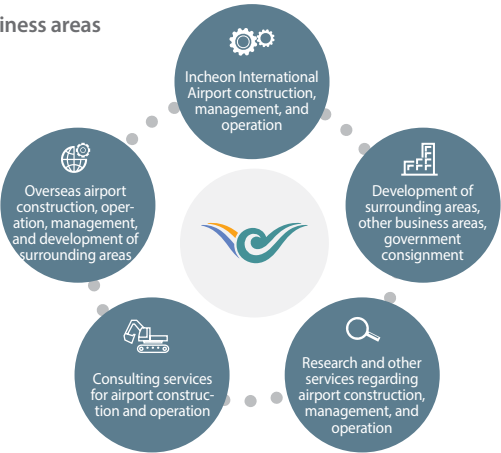 iness areas
Incheon International
Airport construction,
management, and
operation
Development of
surrounding areas,
other business areas,
government
consignment
Research and other
services regarding
airport construction,
management, and
operation
Consulting services
for airport construc-
tion and operation
Overseas airport
construction, oper-
ation, management,
and development of
surrounding areas